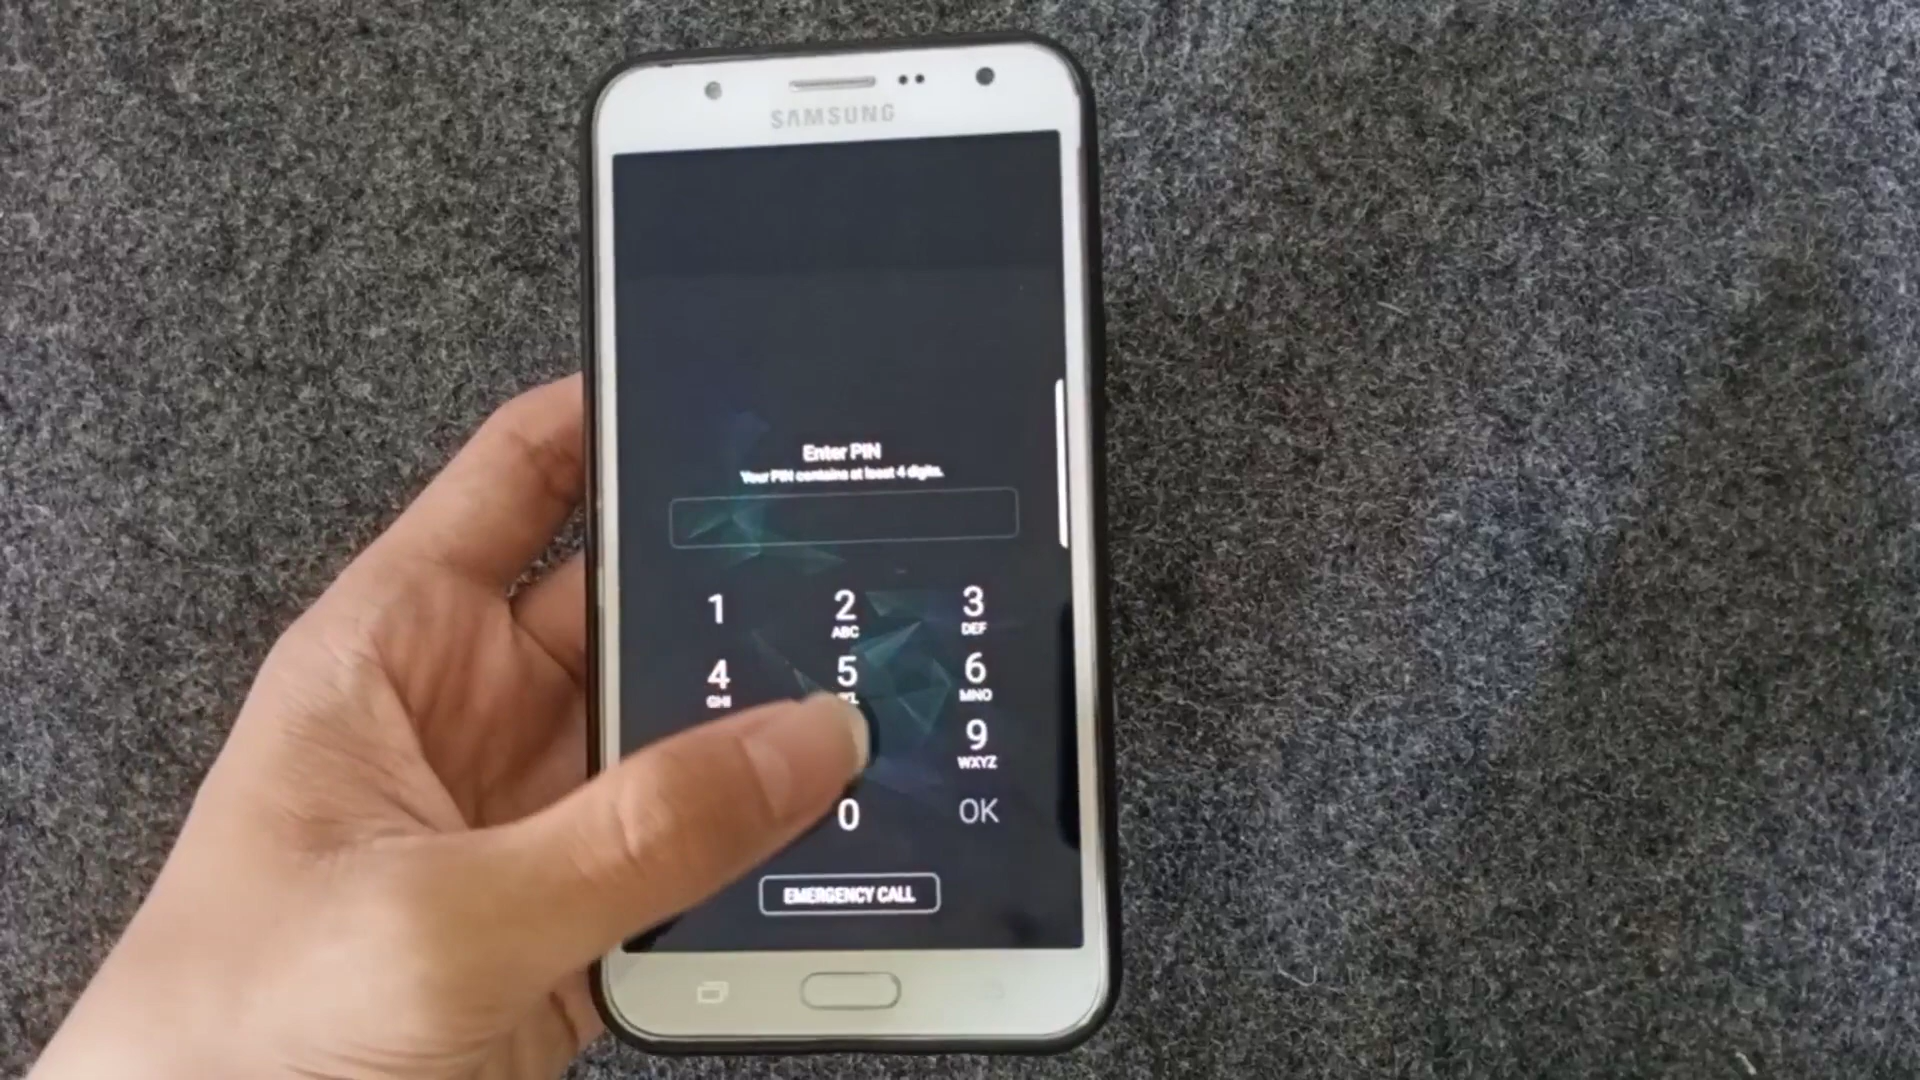 SAMSUNG
Enter PIN
Your PIN contains at least 4 digits.
1 2 3
ABC DEF
4 5 6
GHI MNO
9
WXYZ
0 OK
EMERGENCY CALL